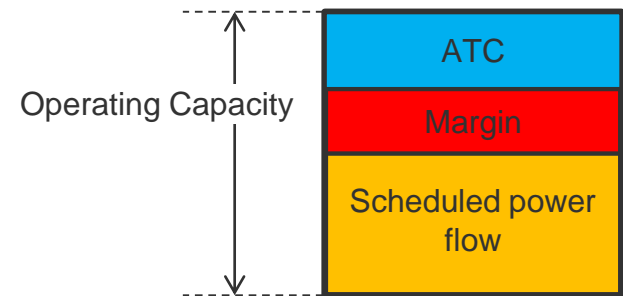 ATC
Operating Capacity
Margin
Scheduled power
flow